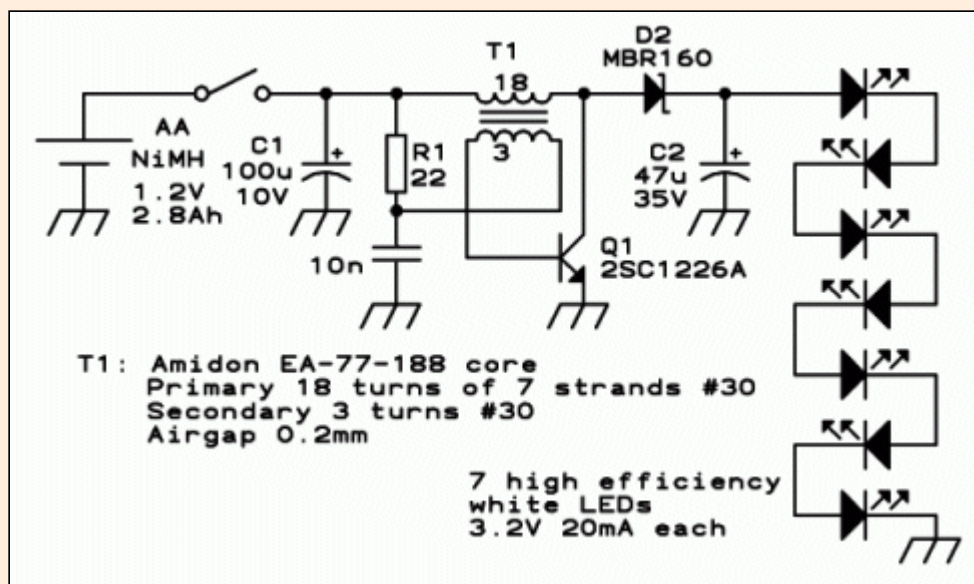 AA
NiMH
1.2V
2.8Ah
C1
100u
10V
R1
22
10n
T1
18
3
D2
MBR160
C2
47u
35V
Q1
2SC1226A
T1: Amidon EA-77-188 core
Primary 18 turns of 7 strands #30
Secondary 3 turns #30
Airgap 0.2mm
7 high efficiency
white LEDs
3.2V 20mA each